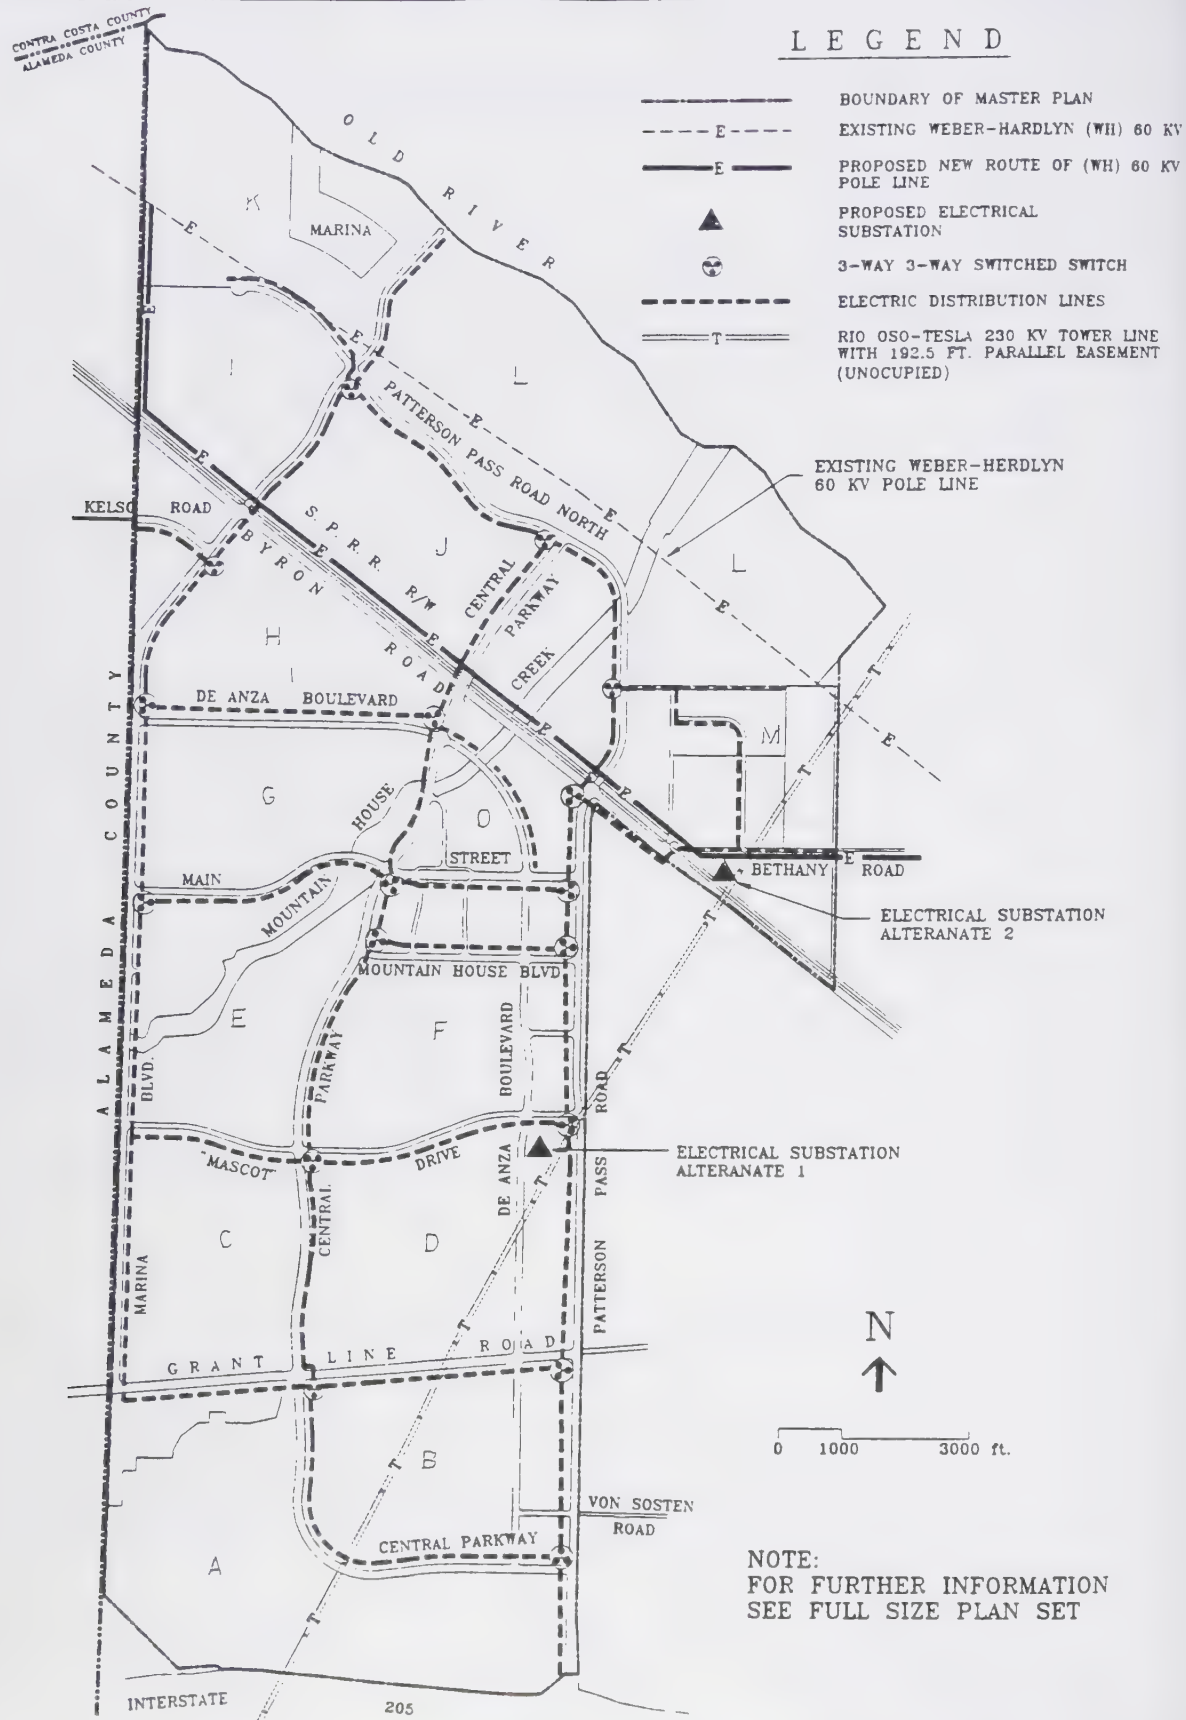 CONTRA COSTA COUNTY
ALAMEDA COUNTY
L E G E N D
BOUNDARY OF MASTER PLAN
E
EXISTING WEBER-HARDLYN (WH) 60 KV
E
PROPOSED NEW ROUTE OF (WH) 60 KV
POLE LINE
PROPOSED ELECTRICAL
SUBSTATION
3-WAY 3-WAY SWITCHED SWITCH
ELECTRIC DISTRIBUTION LINES
T
RIO OSO-TESLA 230 KV TOWER LINE
WITH 192.5 FT. PARALLEL EASEMENT
(UNOCUPIED)
OLD RIVER
K
MARINA
E
E
E
I
L
E
PATTERSON PASS ROAD NORTH
E
E
EXISTING WEBER-HERDLYN
60 KV POLE LINE
KELSO ROAD
S. P. R. R. R/W
BYRON ROAD
E
J
CENTRAL PARKWAY
L
E
E
H
CREEK
T
DE ANZA BOULEVARD
E
E
M
T
G
HOUSE
O
E
STREET
MAIN
E
BETHANY ROAD
MOUNTAIN
T
ELECTRICAL SUBSTATION
ALTERANATE 2
MOUNTAIN HOUSE BLVD
ALAMEDA COUNTY
E
F
BOULEVARD
T
BLVD.
PARKWAY
ROAD
MASCOT DRIVE
ELECTRICAL SUBSTATION
ALTERANATE 1
DE ANZA
PASS
T
C
D
CENTRAL
MARINA
PATTERSON
T
GRANT LINE ROAD
N
0 1000 3000 ft.
B
T
VON SOSTEN
ROAD
CENTRAL PARKWAY
A
T
NOTE:
FOR FURTHER INFORMATION
SEE FULL SIZE PLAN SET
INTERSTATE 205